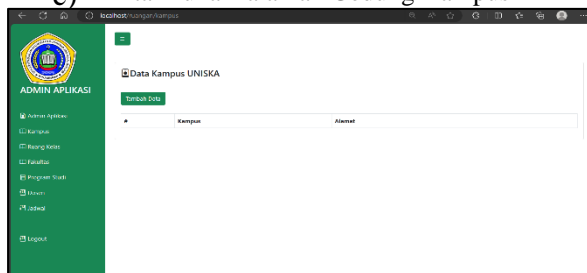 localhost/ruangan/kampus
ADMIN APLIKASI
Data Kampus UNISKA
Tambah Data
# Kampus Alamat
Admin Aplikasi
Kampus
Ruang Kelas
Fakultas
Program Studi
Dosen
Jadwal
Logout